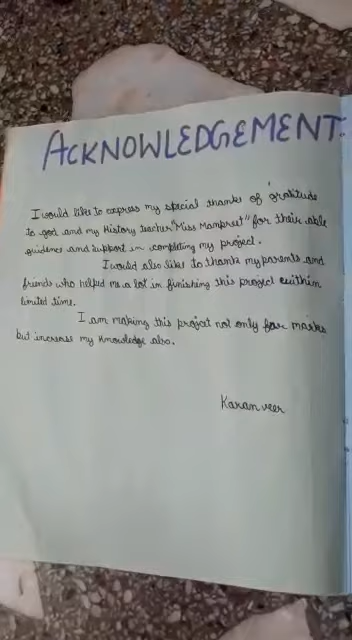 ACKNOWLEDGEMENT.
I would like to express my special thanks of gratitude
to god and my History teacher "Miss Manpreet" for their able
guidence and support in completing my project.
I would also like to thank my parents and
friends who helped me a lot in finishing this project within
limited time.
I am making this project not only for marks
but increase my knowledge also.
Karan veer